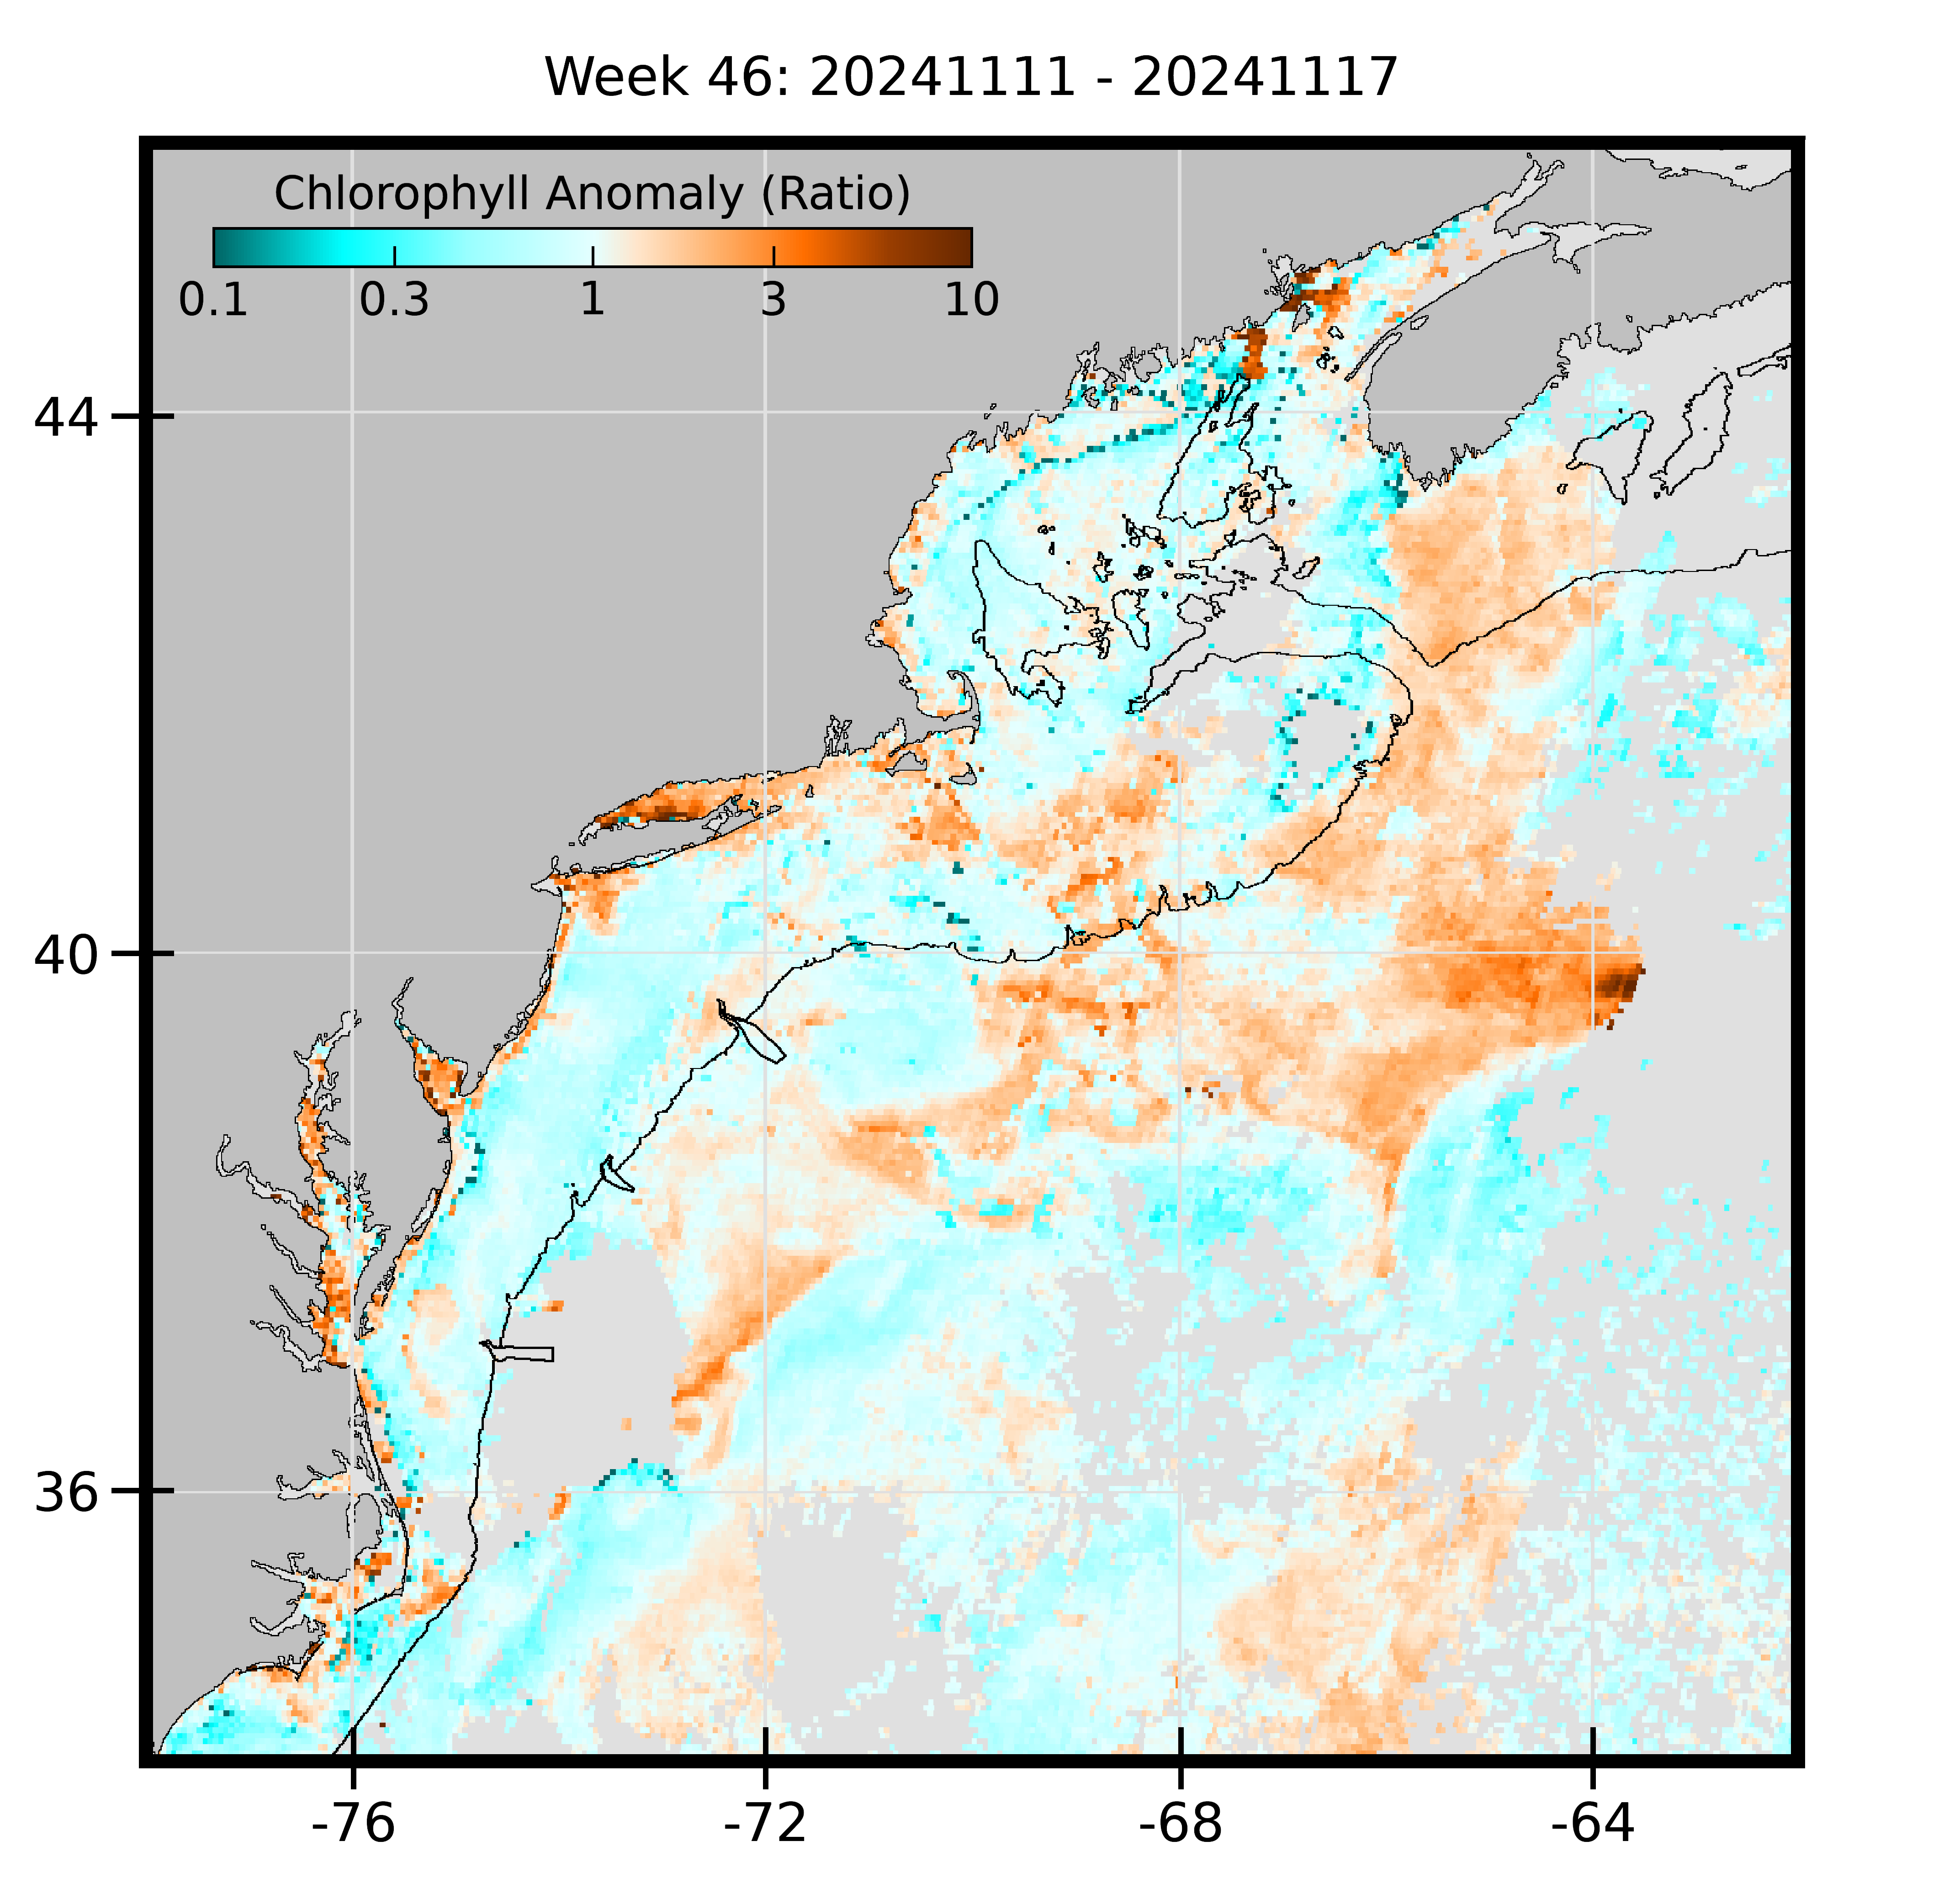 Week 46: 20241111 - 20241117
Chlorophyll Anomaly (Ratio)
0.1 0.3 1 3 10
44
40
36
-76 -72 -68 -64